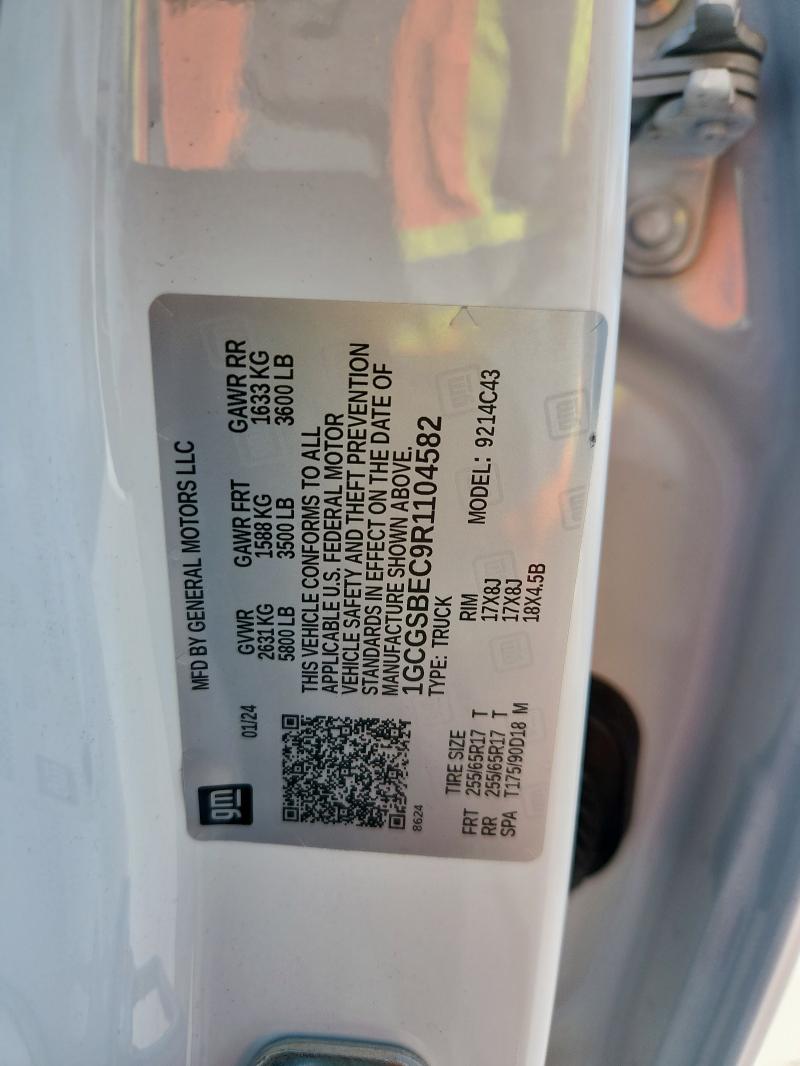 gm
MFD BY GENERAL MOTORS LLC
01/24
GVWR GAWR FRT GAWR RR
2631 KG 1588 KG 1633 KG
5800 LB 3500 LB 3600 LB
THIS VEHICLE CONFORMS TO ALL
APPLICABLE U.S. FEDERAL MOTOR
VEHICLE SAFETY AND THEFT PREVENTION
STANDARDS IN EFFECT ON THE DATE OF
MANUFACTURE SHOWN ABOVE.
1GCGSBEC9R1104582
TYPE: TRUCK
8624
TIRE SIZE RIM MODEL: 9214C43
FRT 255/65R17 T 17X8J
RR 255/65R17 T 17X8J
SPA T175/90D18 M 18X4.5B